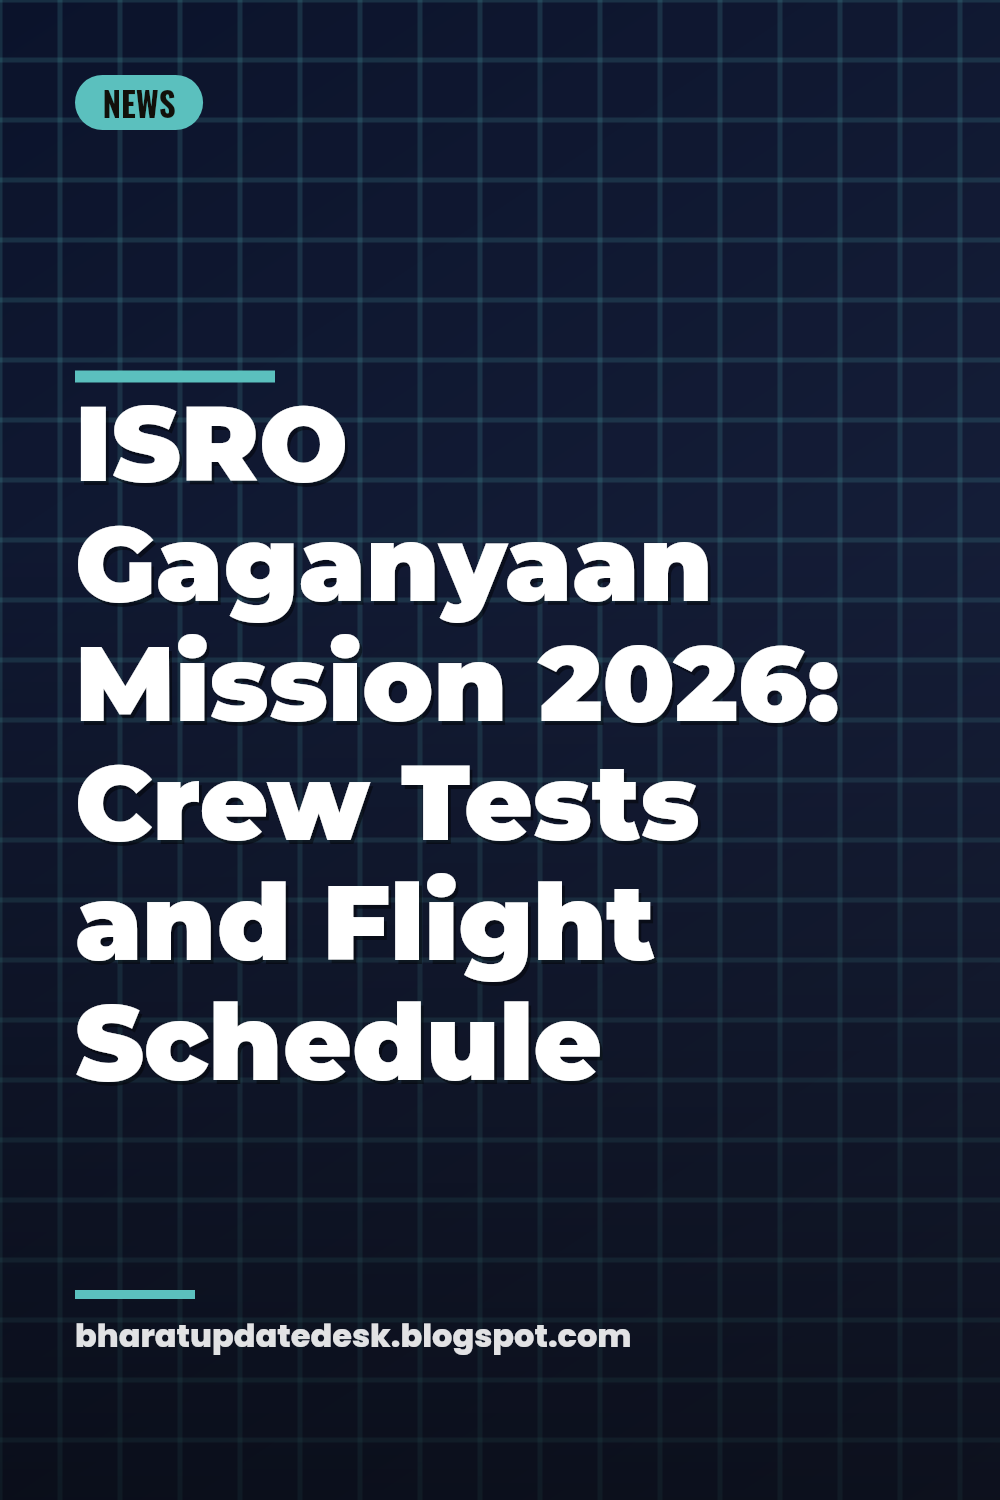 NEWS
ISRO
Gaganyaan
Mission 2026:
Crew Tests
and Flight
Schedule
bharatupdatedesk.blogspot.com